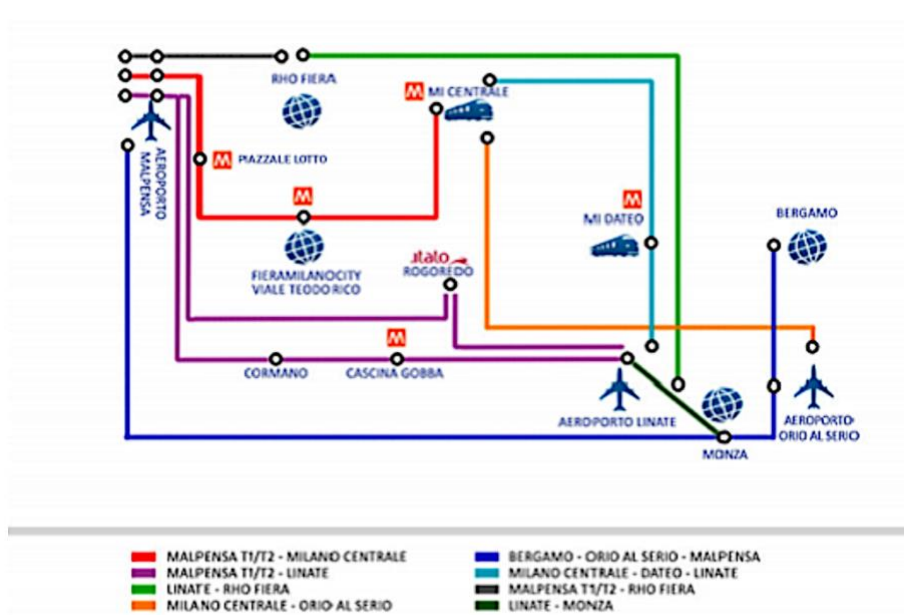 RHO FIERA
M MI CENTRALE
AEROPORTO
MALPENSA
M PIAZZALE LOTTO
M
M
MI DATEO
BERGAMO
FIERAMILANOCITY
VIALE TEODORICO
italo
ROGOREDO
M
CORMANO
CASCINA GOBBA
AEROPORTO LINATE
AEROPORTO
ORIO AL SERIO
MONZA
MALPENSA T1/T2 - MILANO CENTRALE
MALPENSA T1/T2 - LINATE
LINATE - RHO FIERA
MILANO CENTRALE - ORIO AL SERIO
BERGAMO - ORIO AL SERIO - MALPENSA
MILANO CENTRALE - DATEO - LINATE
MALPENSA T1/T2 - RHO FIERA
LINATE - MONZA